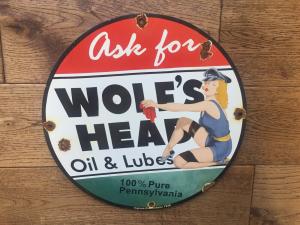 Ask for
WOLF'S
HEAD
Oil & Lubes
100% Pure
Pennsylvania